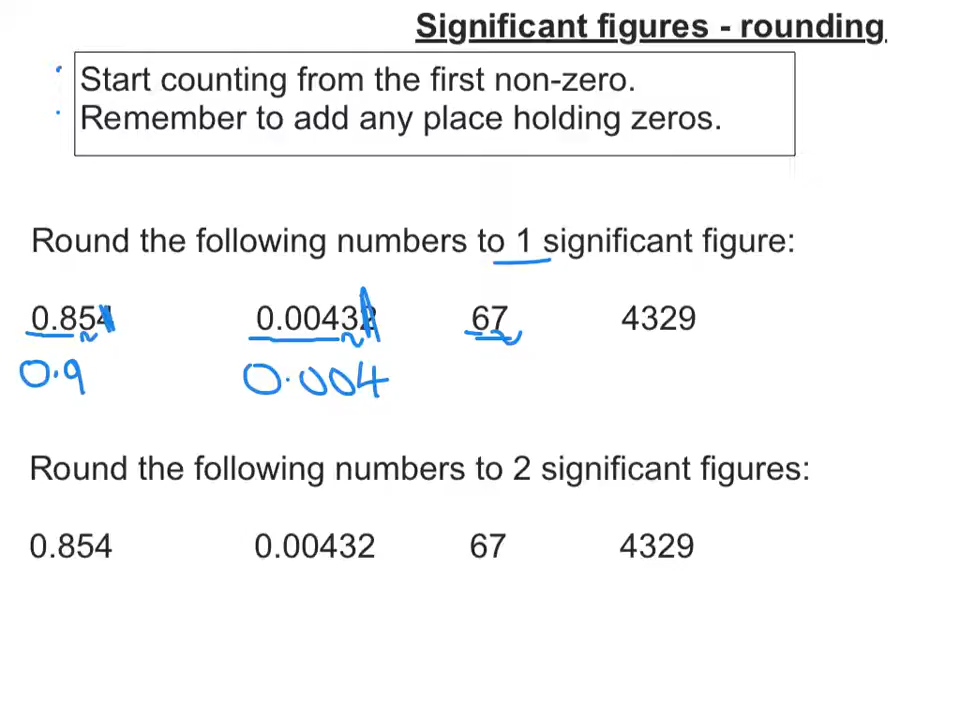 Significant figures - rounding
Start counting from the first non-zero.
Remember to add any place holding zeros.
Round the following numbers to 1 significant figure:
0.854 0.00432 67 4329
0.9 0.004
Round the following numbers to 2 significant figures:
0.854 0.00432 67 4329